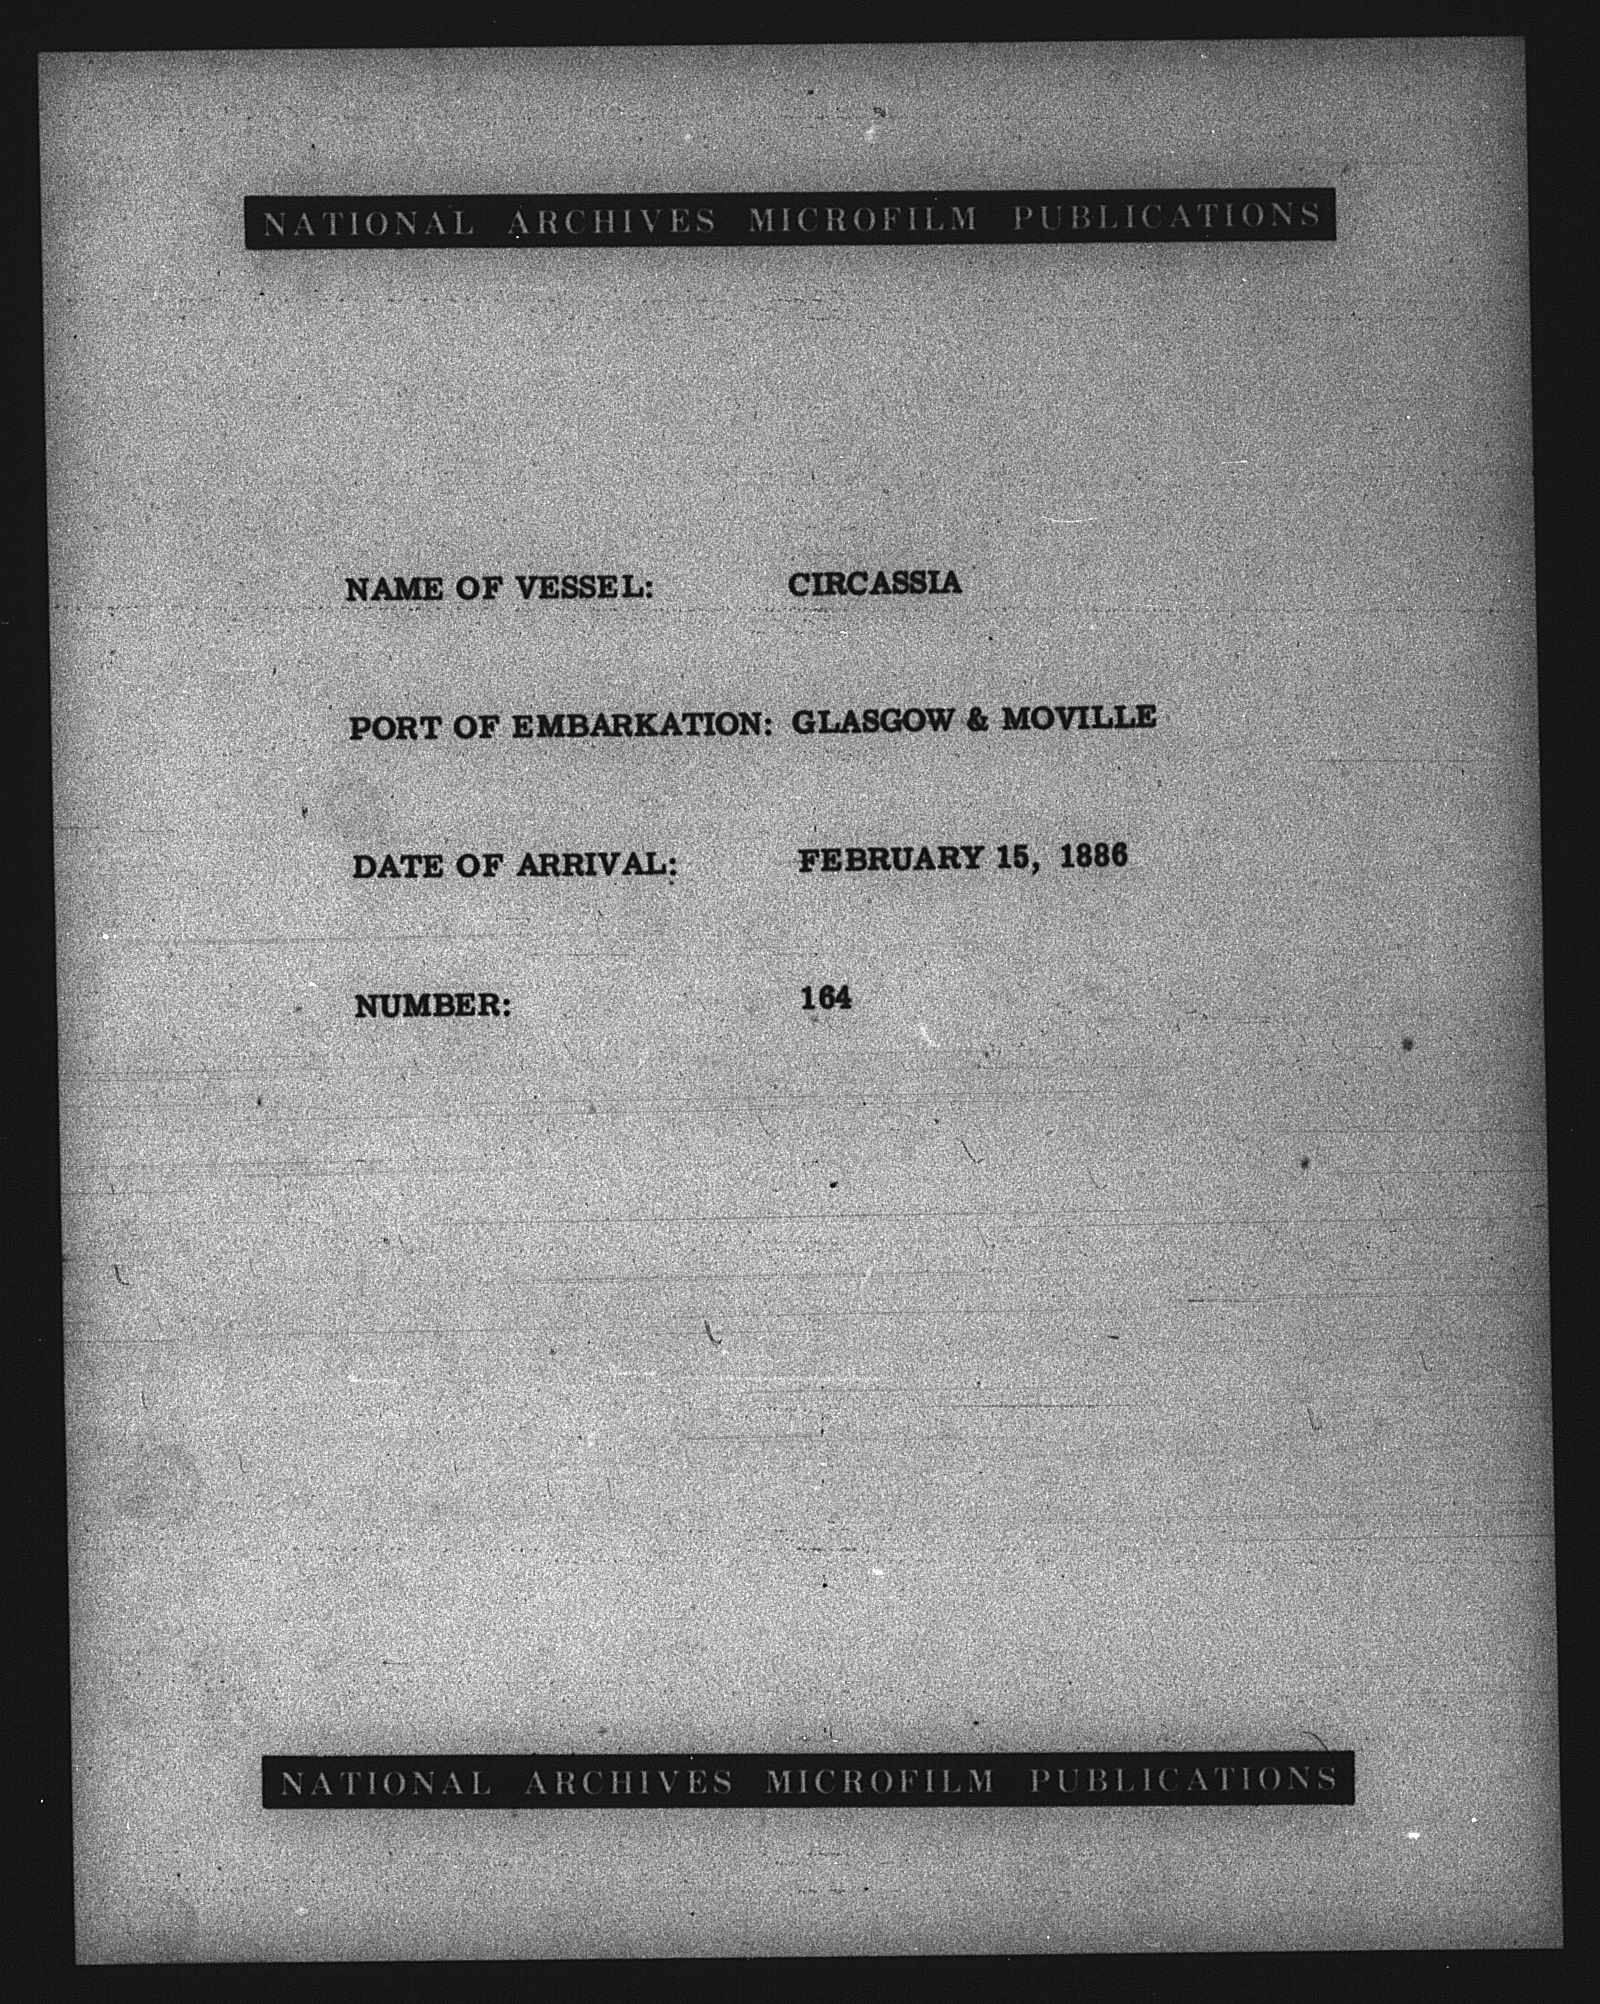 NATIONAL ARCHIVES MICROFILM PUBLICATIONS
NAME OF VESSEL: CIRCASSIA
PORT OF EMBARKATION: GLASGOW & MOVILLE
DATE OF ARRIVAL: FEBRUARY 15, 1886
NUMBER: 164
NATIONAL ARCHIVES MICROFILM PUBLICATIONS